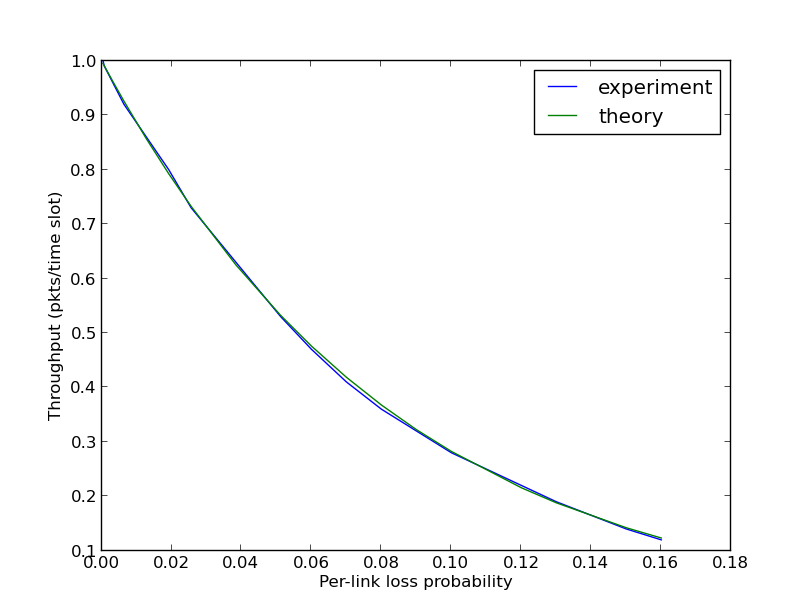 experiment
theory
1.0
0.9
0.8
0.7
0.6
0.5
0.4
0.3
0.2
0.1
Throughput (pkts/time slot)
0.00 0.02 0.04 0.06 0.08 0.10 0.12 0.14 0.16 0.18
Per-link loss probability